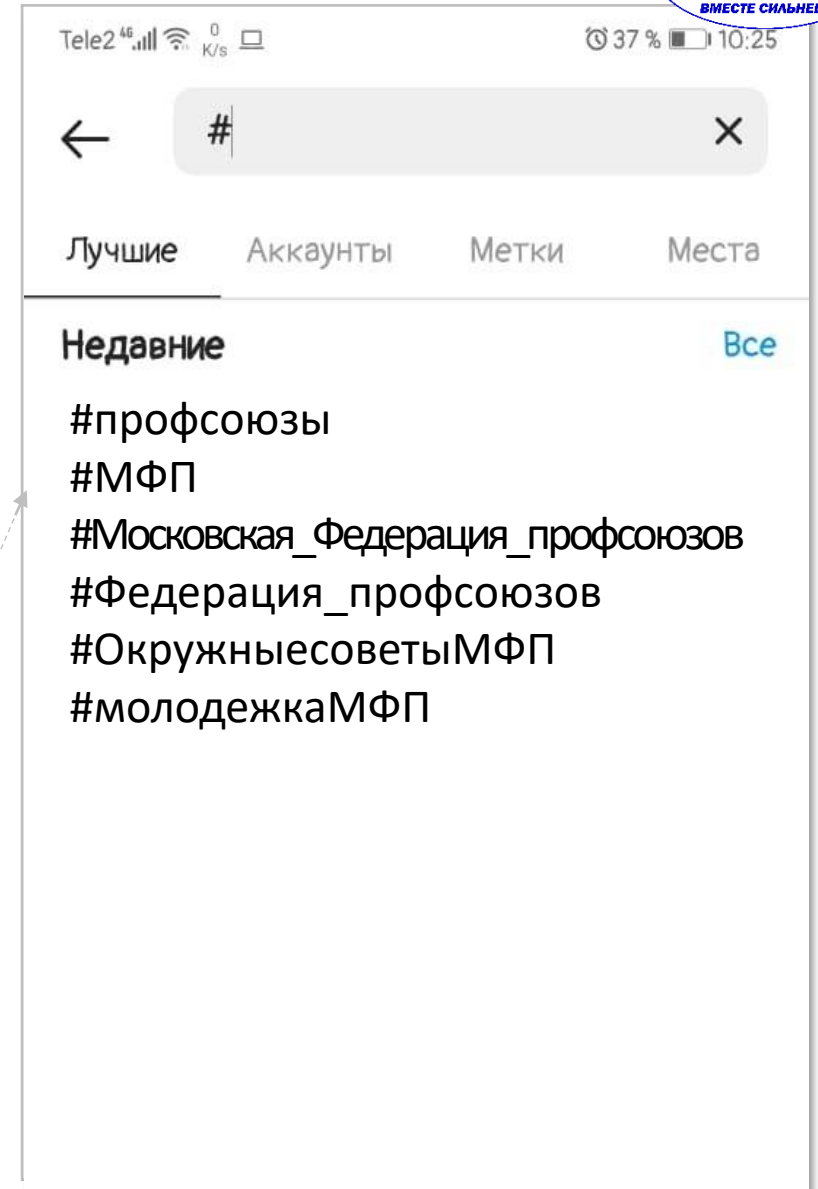 ВМЕСТЕ СИЛЬНЕЕ
Tele2 4G 0 K/s 37 % 10:25
#
Лучшие Аккаунты Метки Места
Недавние Все
#профсоюзы
#МФП
#Московская_Федерация_профсоюзов
#Федерация_профсоюзов
#ОкружныесоветыМФП
#молодежкаМФП